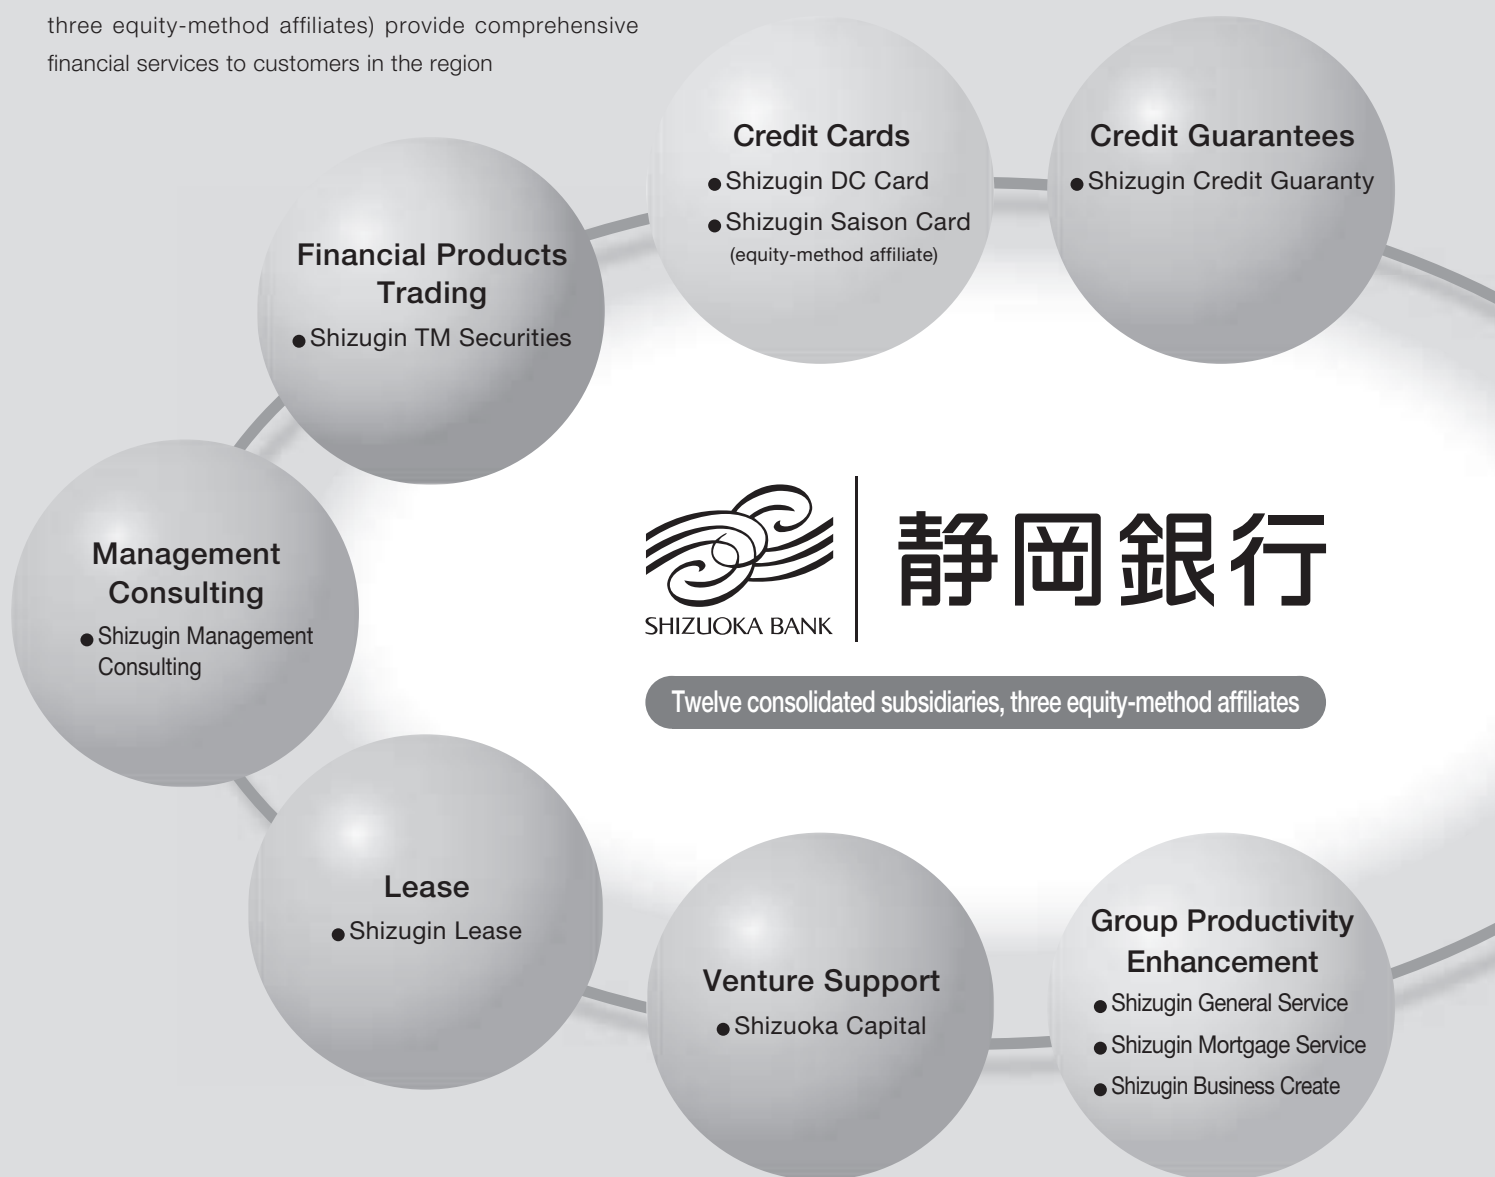 three equity-method affiliates) provide comprehensive
financial services to customers in the region
Credit Cards
● Shizugin DC Card
● Shizugin Saison Card
(equity-method affiliate)
Credit Guarantees
● Shizugin Credit Guaranty
Financial Products
Trading
● Shizugin TM Securities
Management
Consulting
● Shizugin Management
Consulting
SHIZUOKA BANK
静岡銀行
Twelve consolidated subsidiaries, three equity-method affiliates
Lease
● Shizugin Lease
Venture Support
● Shizuoka Capital
Group Productivity
Enhancement
● Shizugin General Service
● Shizugin Mortgage Service
● Shizugin Business Create